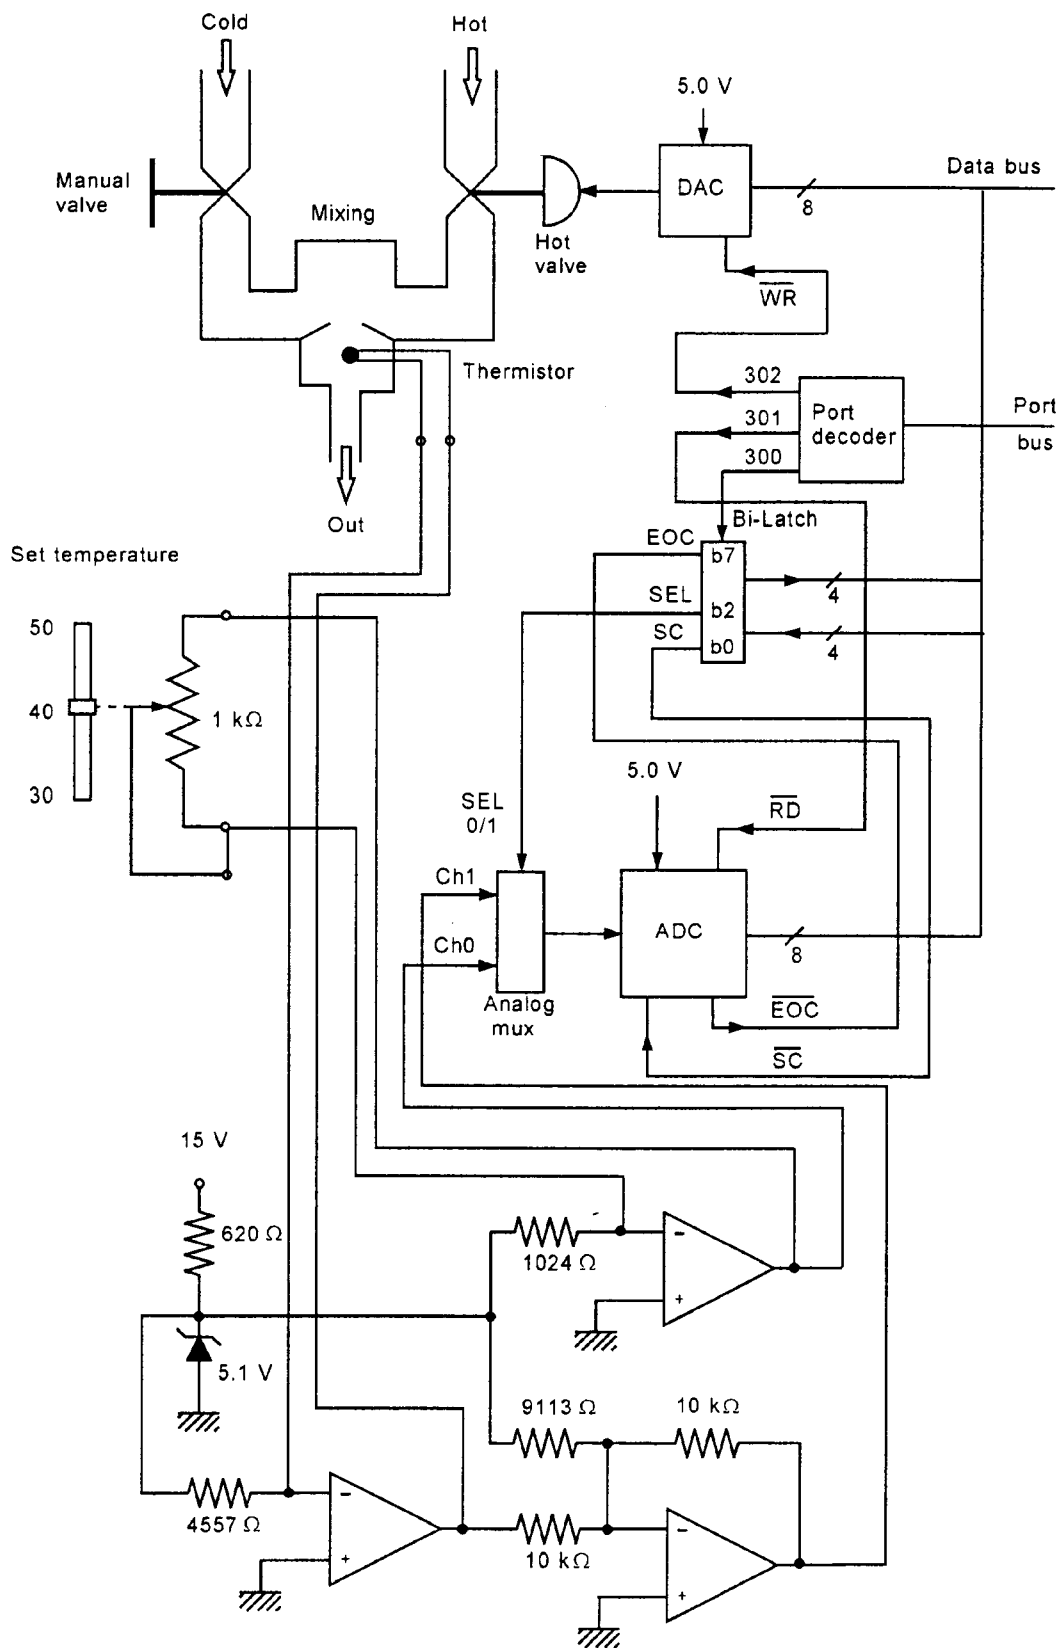 Cold
Hot
5.0 V
Manual
valve
Mixing
Hot
valve
DAC
8
Data bus
WR
Thermistor
302
301
300
Port
decoder
Port
bus
Out
Bi-Latch
EOC
SEL
SC
b7
b2
b0
4
4
Set temperature
50
40
30
1 kΩ
5.0 V
SEL
0/1
RD
Ch1
Ch0
Analog
mux
ADC
8
EOC
SC
15 V
620 Ω
5.1 V
1024 Ω
−
+
9113 Ω
10 kΩ
4557 Ω
−
+
10 kΩ
−
+